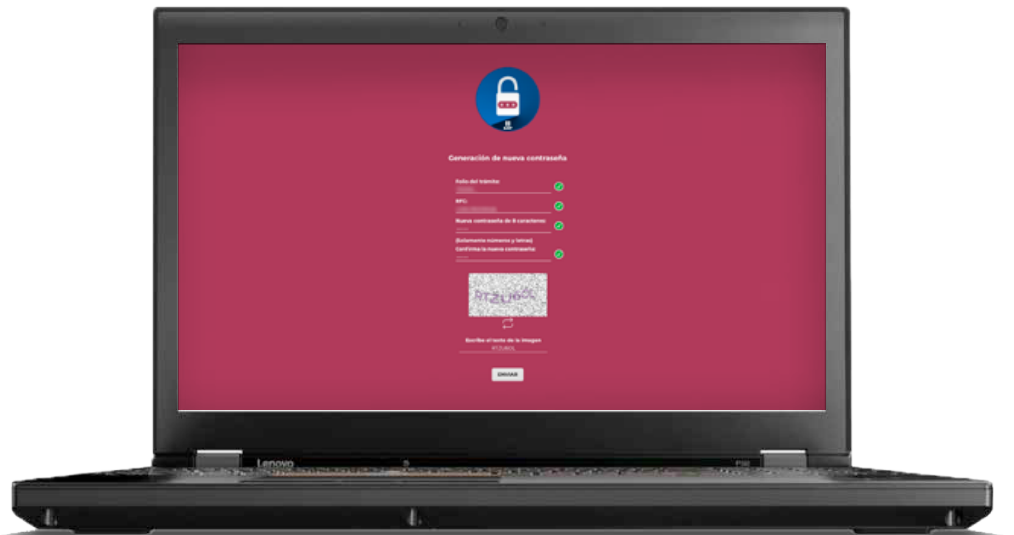 Generación de nueva contraseña
Folio del trámite:
RFC:
Nueva contraseña de 8 caracteres:
(Solamente números y letras)
Confirma la nueva contraseña:
Escribe el texto de la imagen
ENVIAR
Lenovo